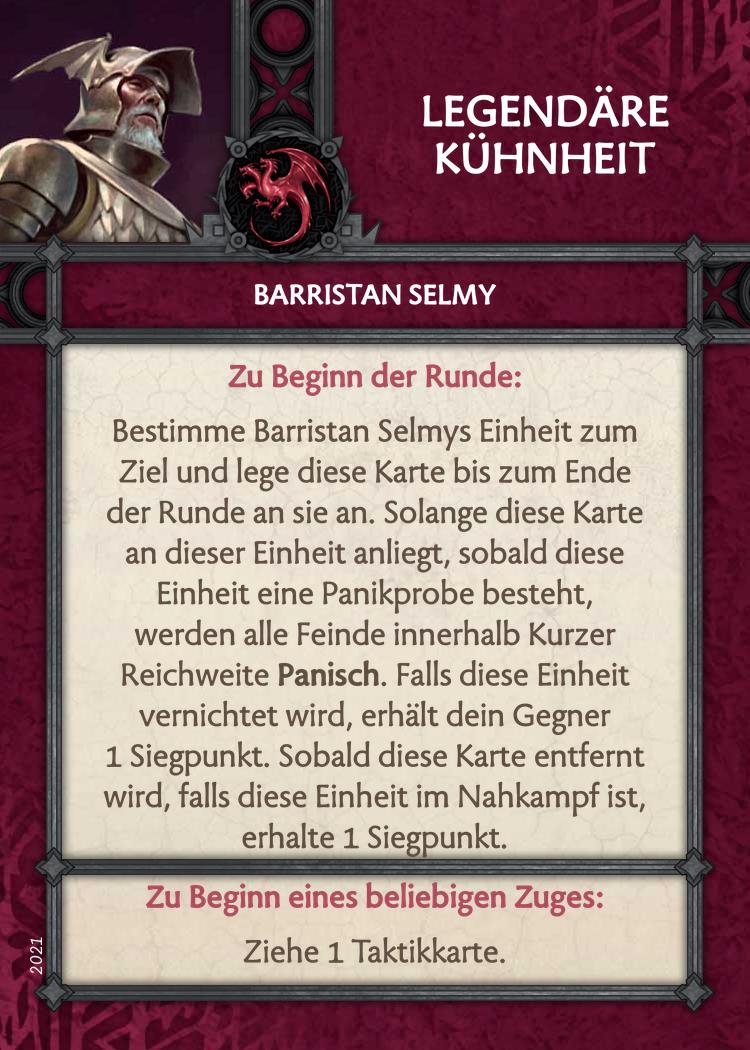 LEGENDÄRE
KÜHNHEIT
BARRISTAN SELMY
Zu Beginn der Runde:
Bestimme Barristan Selmys Einheit zum
Ziel und lege diese Karte bis zum Ende
der Runde an sie an. Solange diese Karte
an dieser Einheit anliegt, sobald diese
Einheit eine Panikprobe besteht,
werden alle Feinde innerhalb Kurzer
Reichweite Panisch. Falls diese Einheit
vernichtet wird, erhält dein Gegner
1 Siegpunkt. Sobald diese Karte entfernt
wird, falls diese Einheit im Nahkampf ist,
erhalte 1 Siegpunkt.
Zu Beginn eines beliebigen Zuges:
Ziehe 1 Taktikkarte.
2021